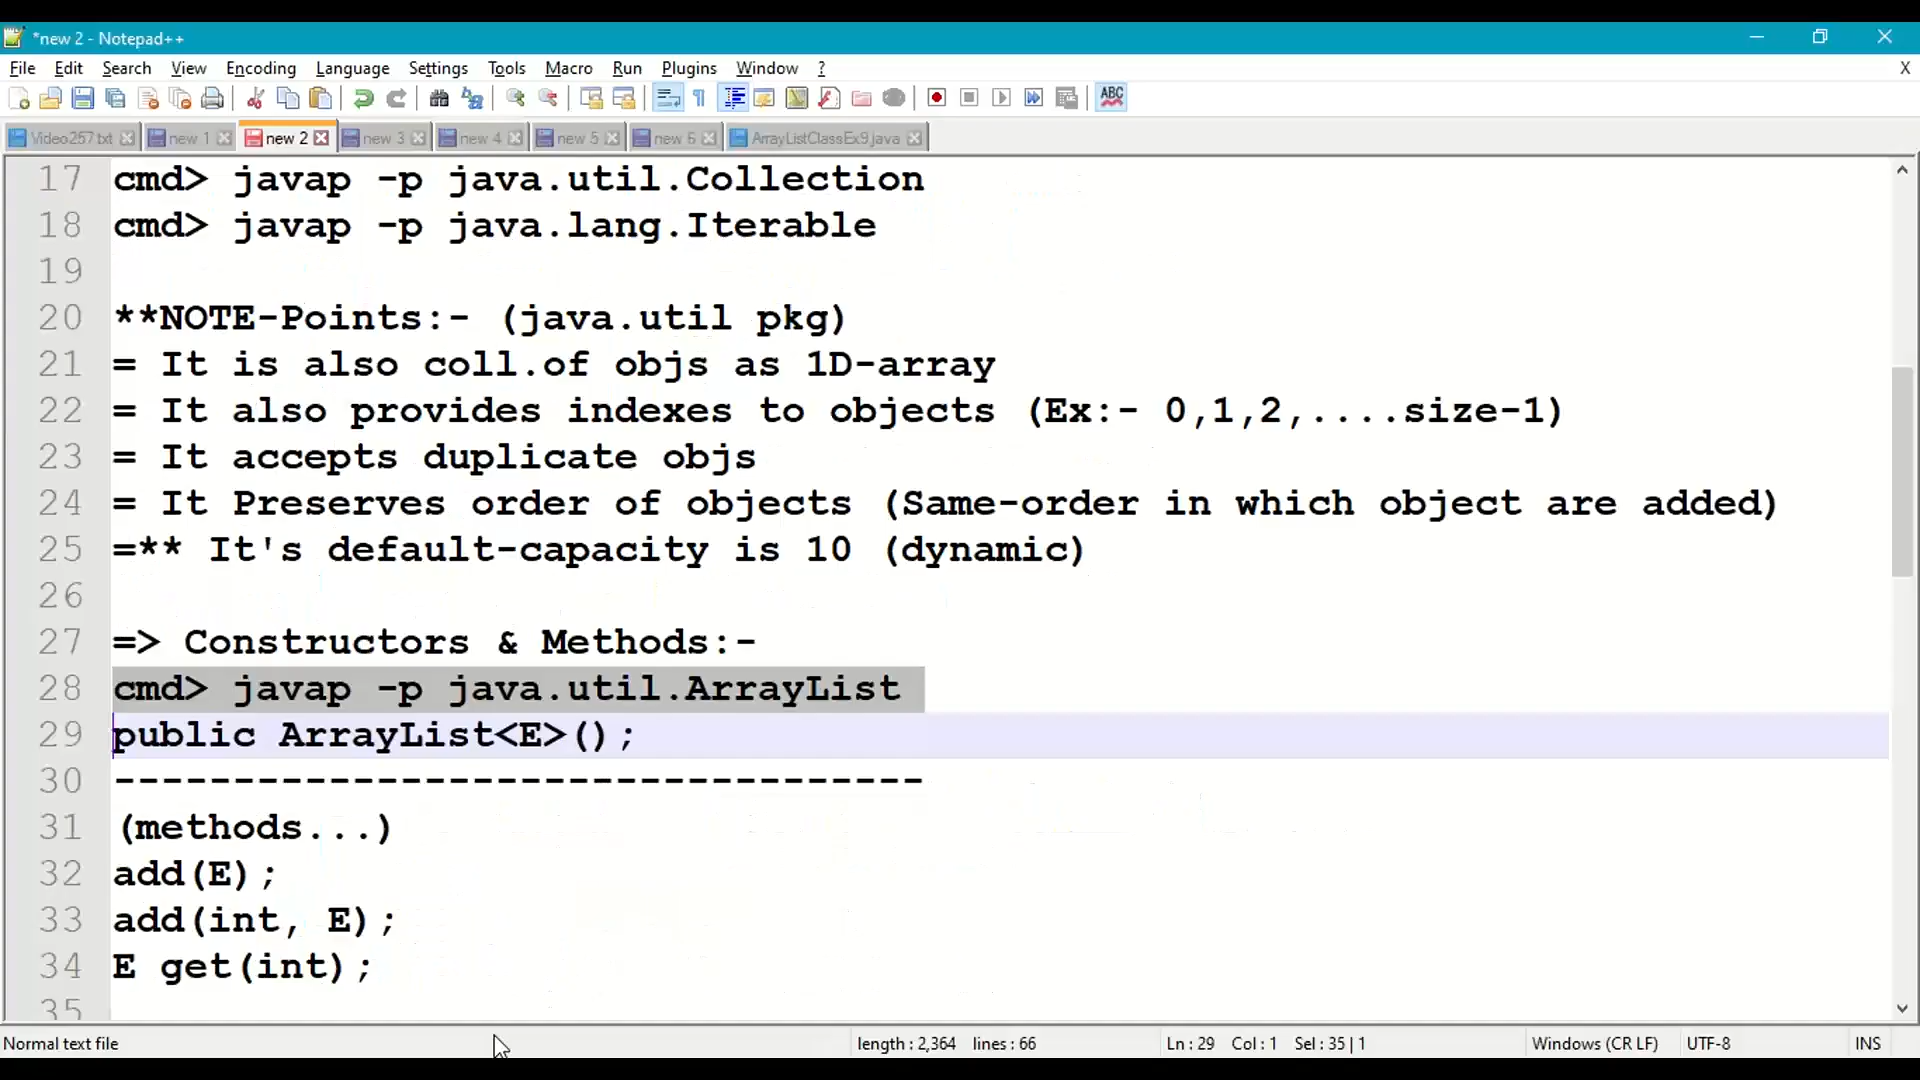 *new 2 - Notepad++
File Edit Search View Encoding Language Settings Tools Macro Run Plugins Window ? X
Video257.txt new 1 new 2 new 3 new 4 new 5 new 6 ArrayListClassEx9.java
17 cmd> javap -p java.util.Collection
18 cmd> javap -p java.lang.Iterable
19
20 **NOTE-Points:- (java.util pkg)
21 = It is also coll.of objs as 1D-array
22 = It also provides indexes to objects (Ex:- 0,1,2,....size-1)
23 = It accepts duplicate objs
24 = It Preserves order of objects (Same-order in which object are added)
25 =** It's default-capacity is 10 (dynamic)
26
27 => Constructors & Methods:-
28 cmd> javap -p java.util.ArrayList
29 public ArrayList<E>();
30 ----------------------------------
31 (methods...)
32 add(E);
33 add(int, E);
34 E get(int);
35
Normal text file length : 2,364 lines : 66 Ln : 29 Col : 1 Sel : 35 | 1 Windows (CR LF) UTF-8 INS